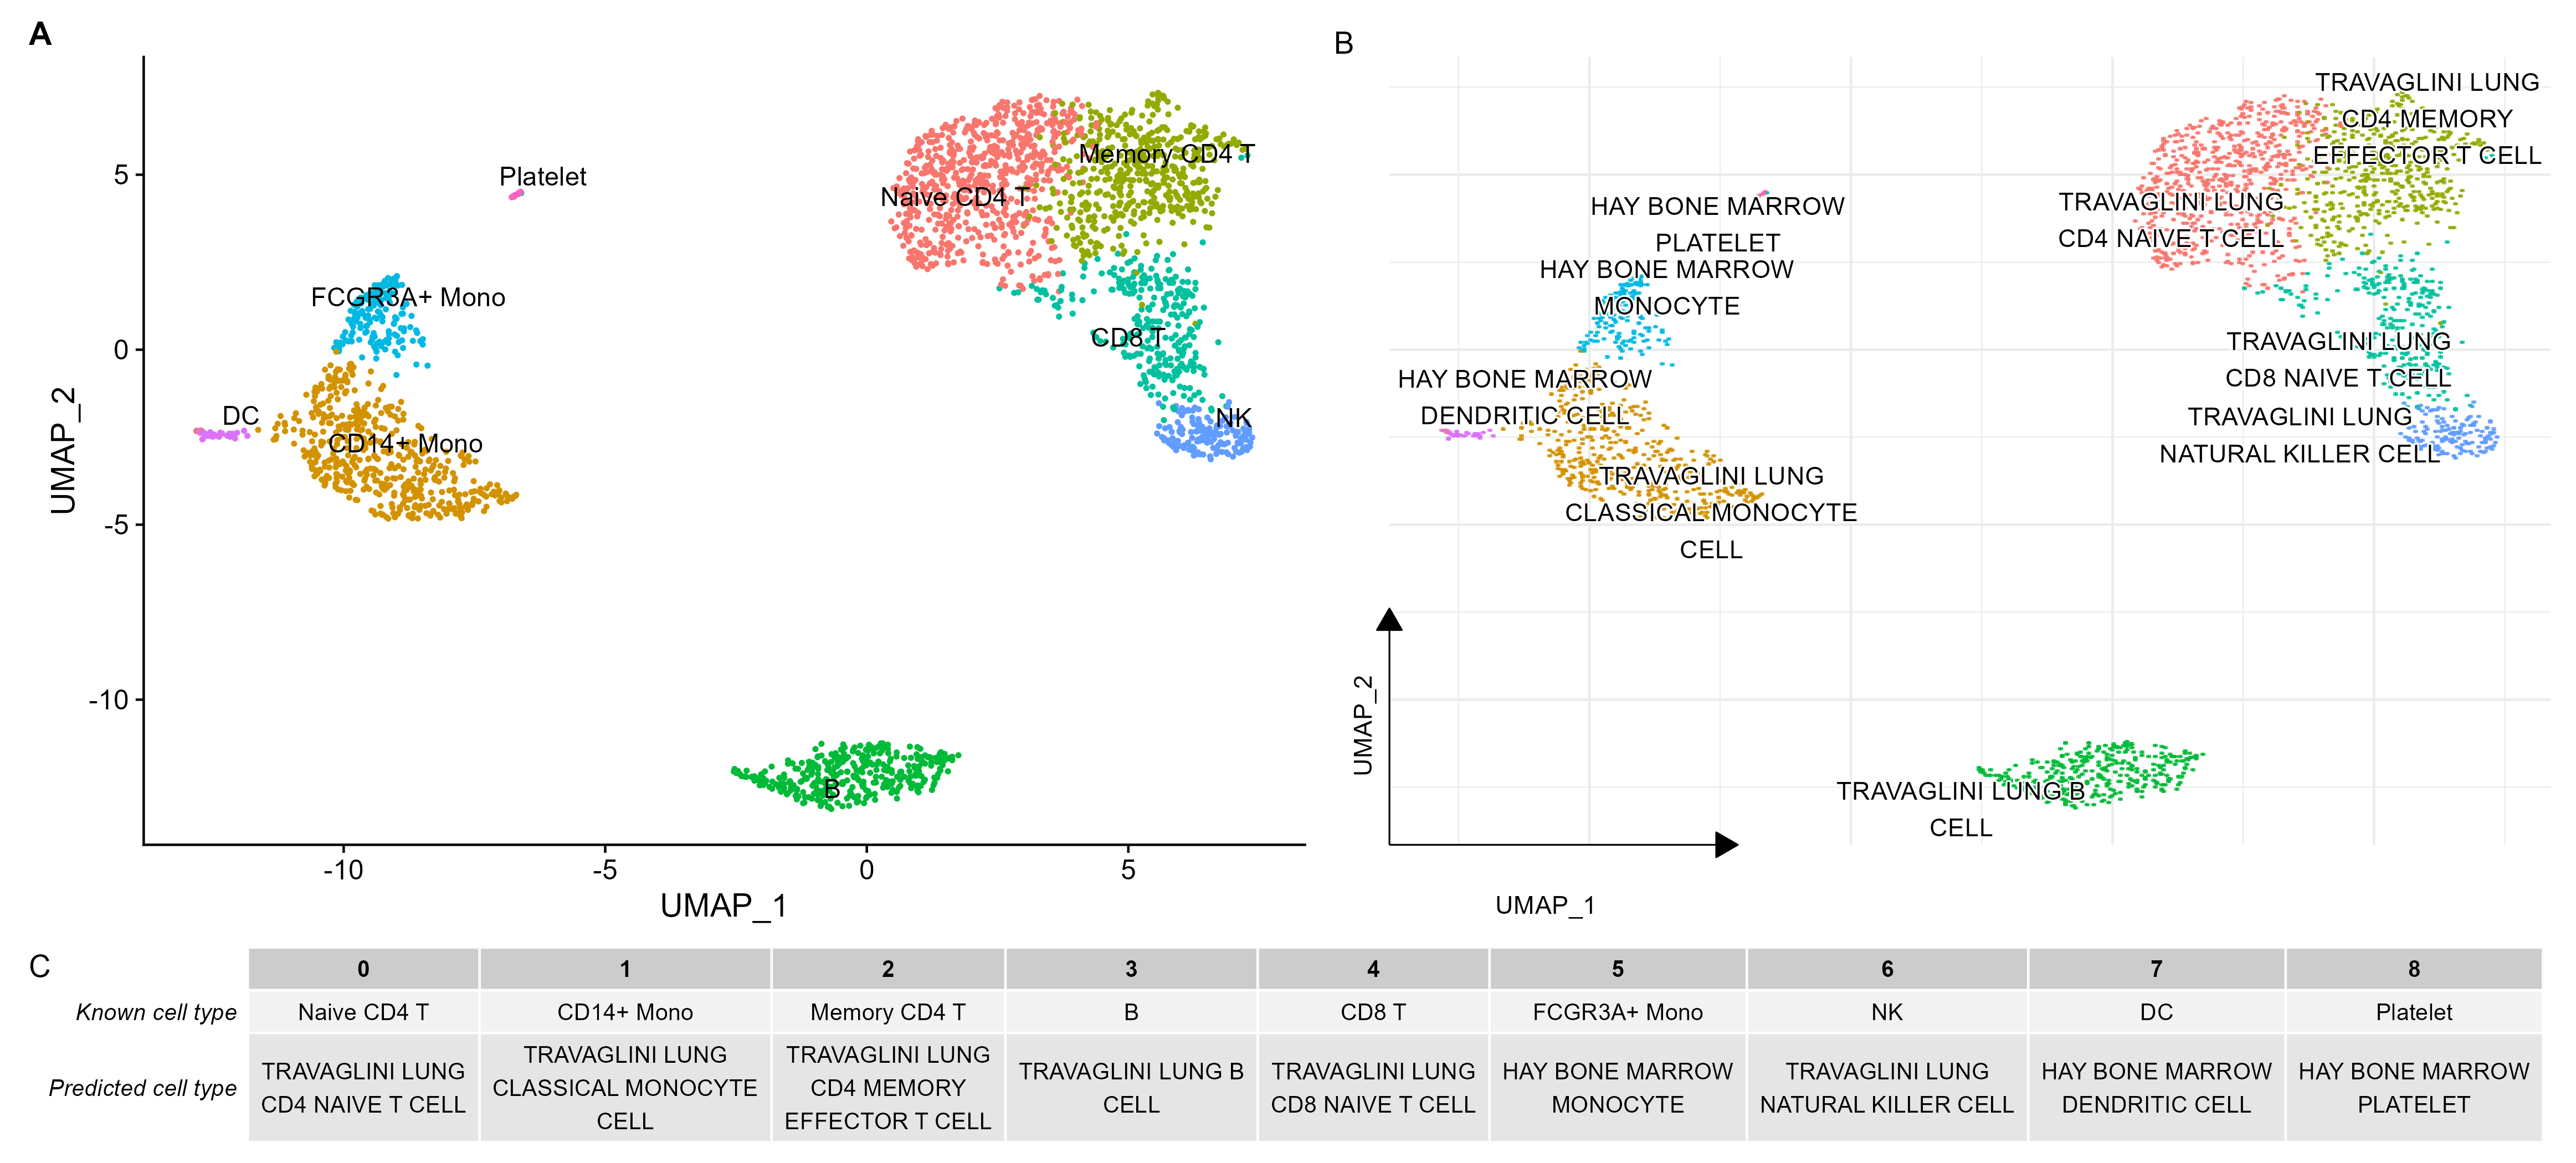 A
5
0
-5
-10
UMAP_2
-10
-5
0
5
UMAP_1
Platelet
Naive CD4 T
Memory CD4 T
FCGR3A+ Mono
CD8 T
DC
CD14+ Mono
NK
B
B
TRAVAGLINI LUNG
CD4 MEMORY
EFFECTOR T CELL
HAY BONE MARROW
PLATELET
TRAVAGLINI LUNG
CD4 NAIVE T CELL
HAY BONE MARROW
MONOCYTE
TRAVAGLINI LUNG
CD8 NAIVE T CELL
HAY BONE MARROW
DENDRITIC CELL
TRAVAGLINI LUNG
NATURAL KILLER CELL
TRAVAGLINI LUNG
CLASSICAL MONOCYTE
CELL
TRAVAGLINI LUNG B
CELL
UMAP_2
UMAP_1
C
0 1 2 3 4 5 6 7 8
Known cell type Naive CD4 T CD14+ Mono Memory CD4 T B CD8 T FCGR3A+ Mono NK DC Platelet
Predicted cell type
TRAVAGLINI LUNG
CD4 NAIVE T CELL
TRAVAGLINI LUNG
CLASSICAL MONOCYTE
CELL
TRAVAGLINI LUNG
CD4 MEMORY
EFFECTOR T CELL
TRAVAGLINI LUNG B
CELL
TRAVAGLINI LUNG
CD8 NAIVE T CELL
HAY BONE MARROW
MONOCYTE
TRAVAGLINI LUNG
NATURAL KILLER CELL
HAY BONE MARROW
DENDRITIC CELL
HAY BONE MARROW
PLATELET